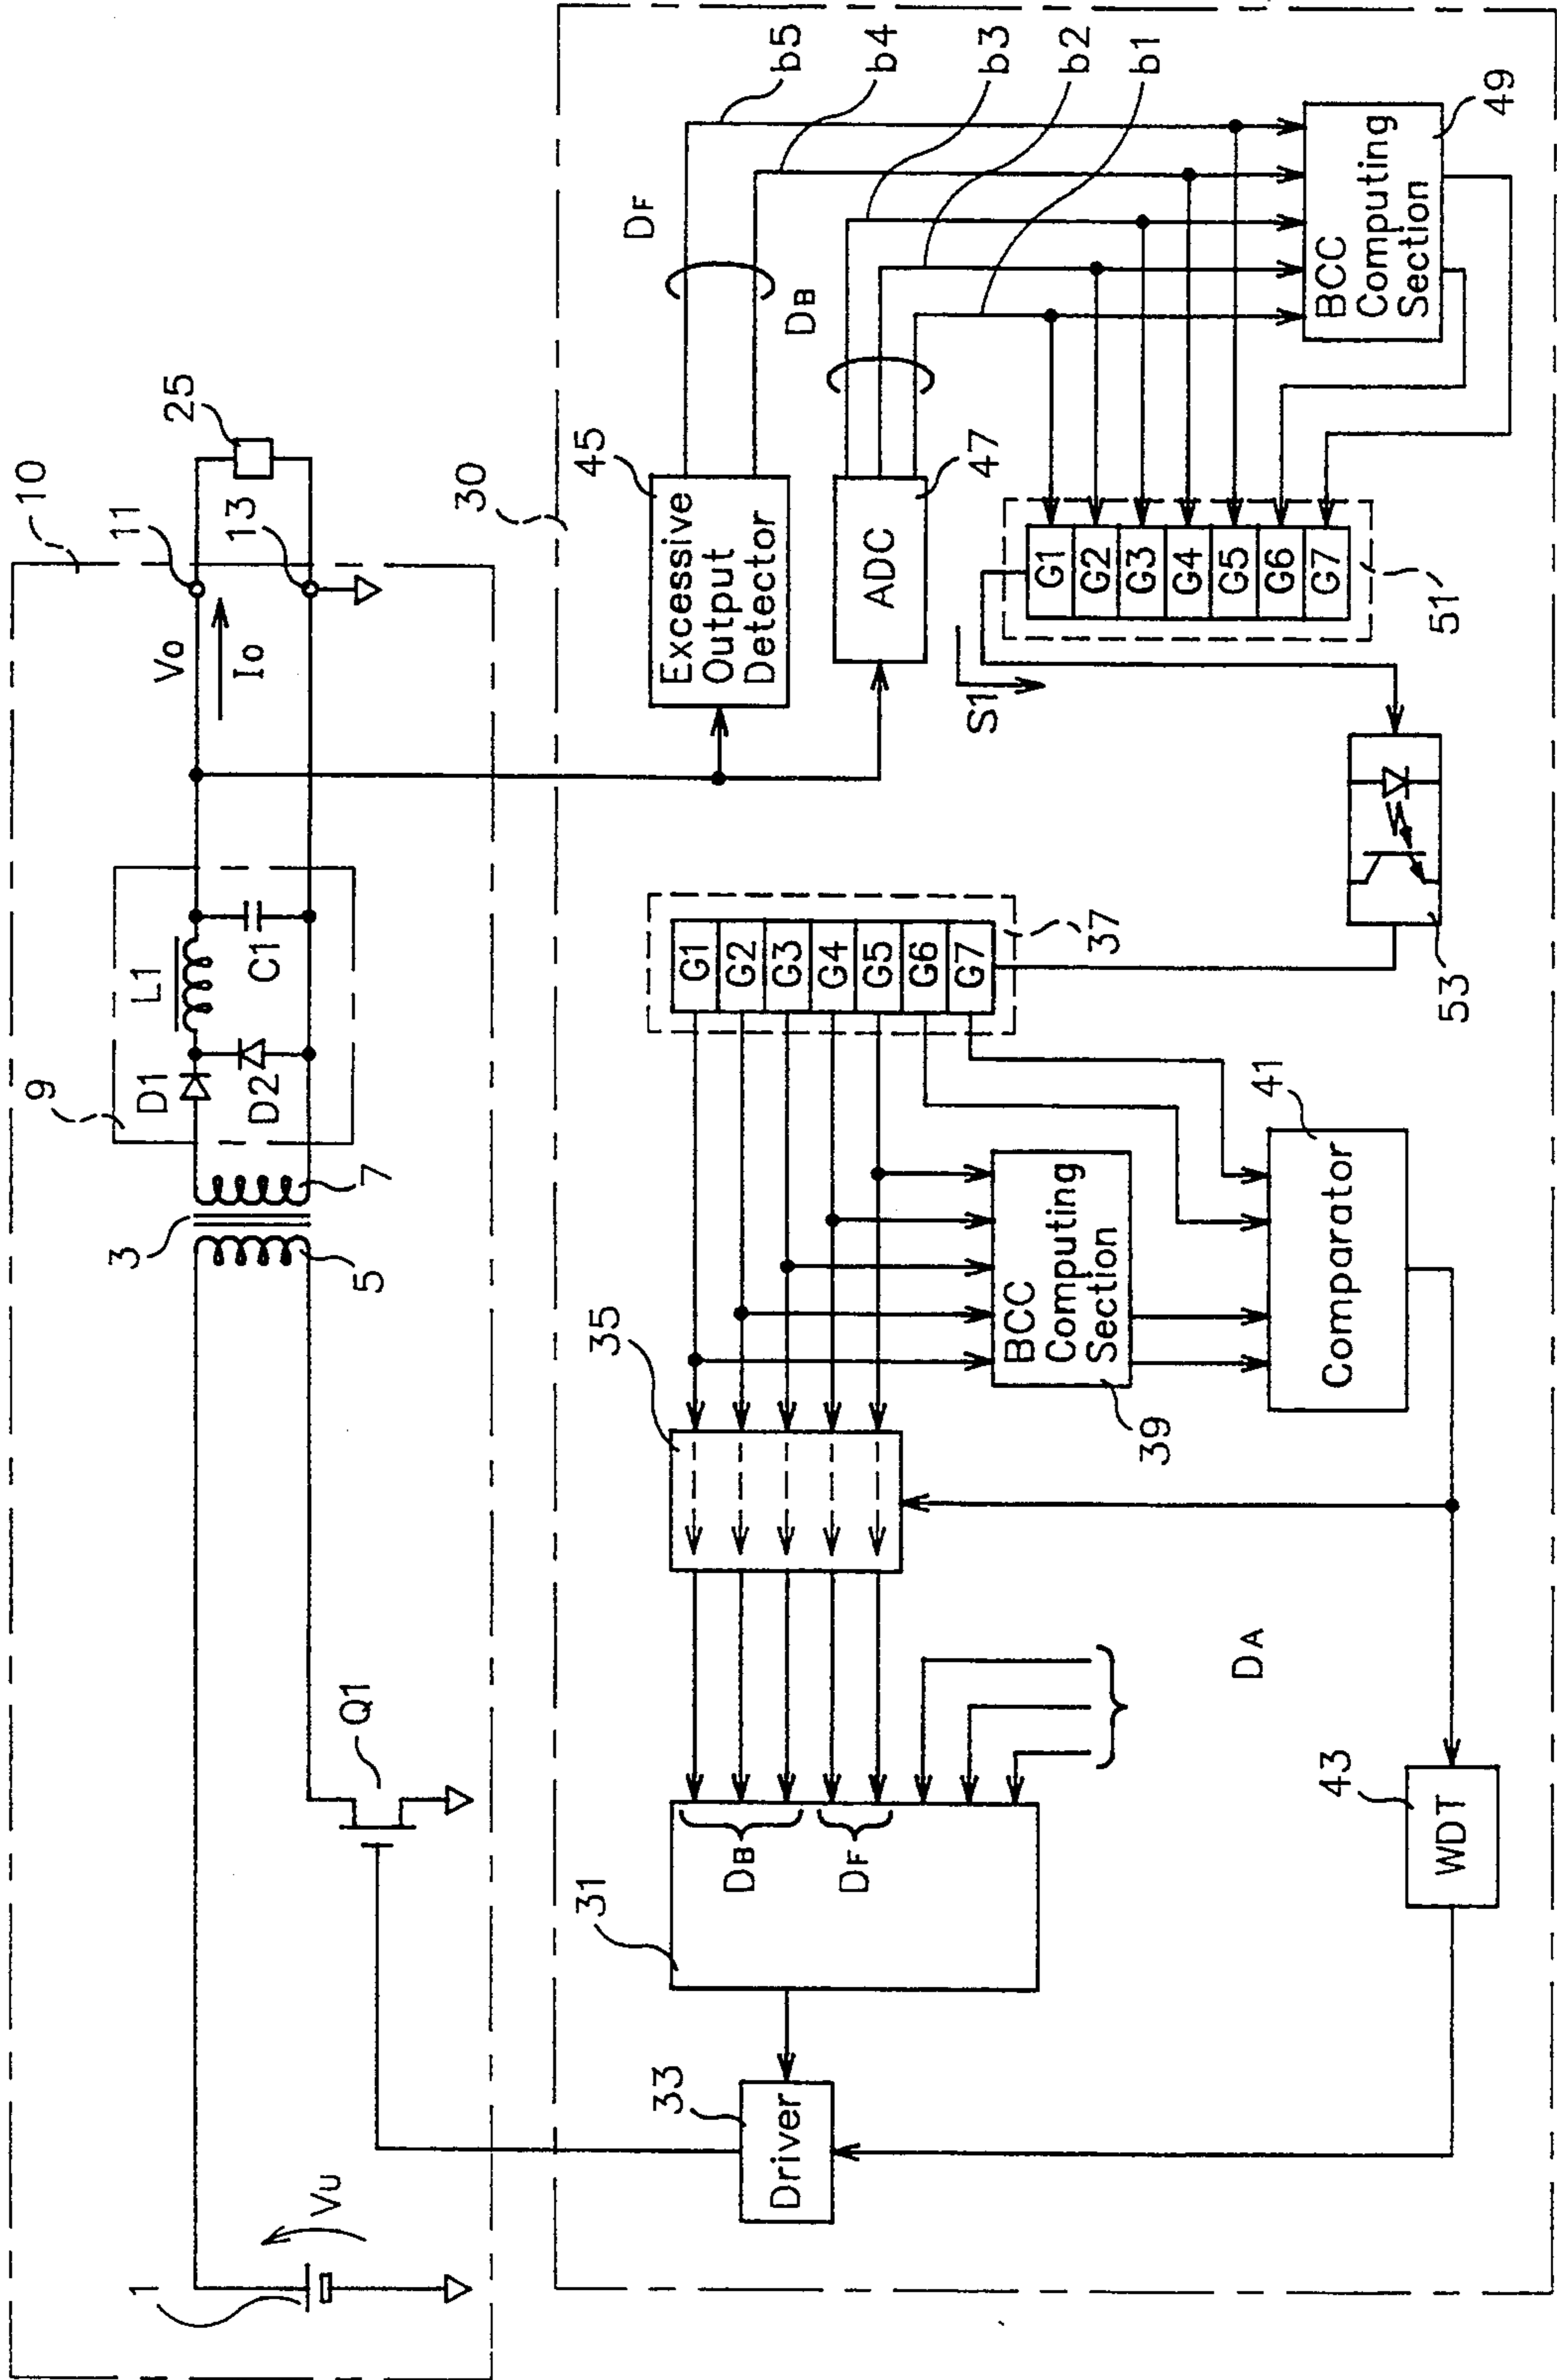 10
9
1
Vu
3
5
7
D1
D2
L1
C1
Q1
Vo
Io
11
13
25
30
31
33
Driver
DB
DF
DA
35
37
G1
G2
G3
G4
G5
G6
G7
39
BCC
Computing
Section
41
Comparator
43
WDT
45
Excessive
Output
Detector
47
ADC
DF
DB
b5
b4
b3
b2
b1
S1
G1
G2
G3
G4
G5
G6
G7
51
53
49
BCC
Computing
Section